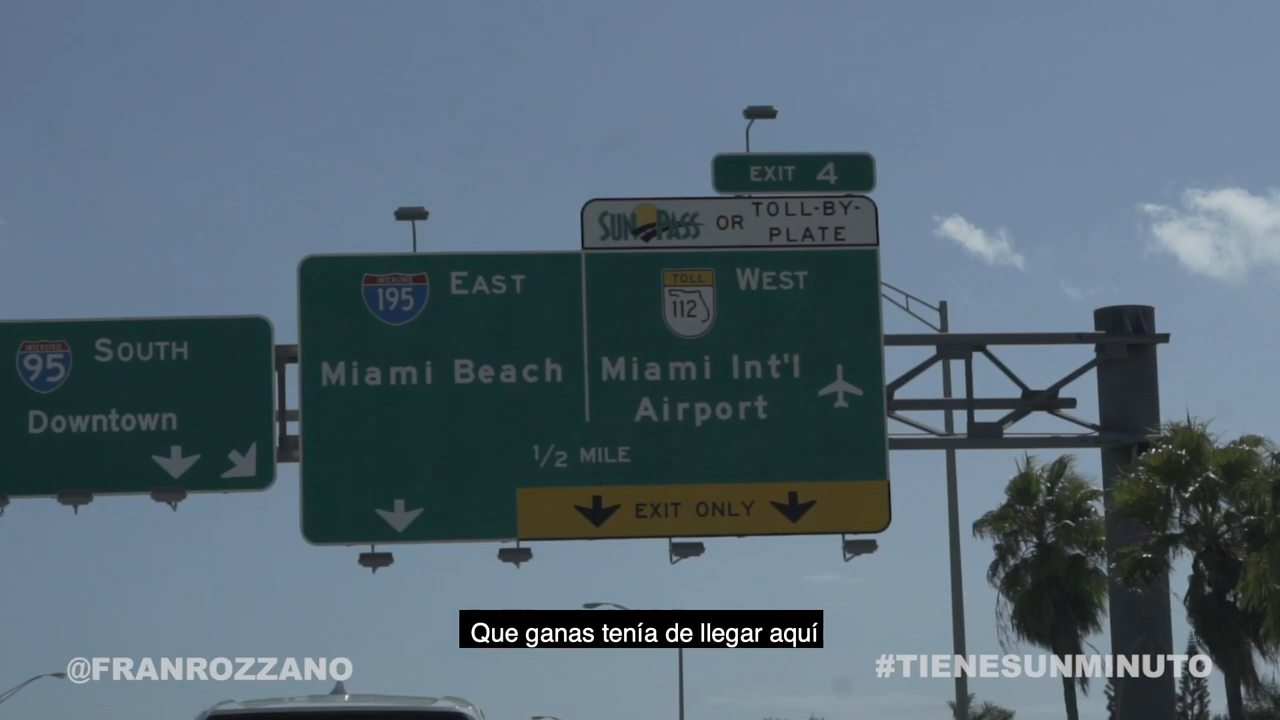 EXIT 4
SUNPASS OR TOLL-BY-
PLATE
INTERSTATE
95
SOUTH
Downtown
INTERSTATE
195
EAST
Miami Beach
TOLL
112
WEST
Miami Int'l
Airport
1/2 MILE
EXIT ONLY
Que ganas tenía de llegar aquí
@FRANROZZANO
#TIENESUNMINUTO